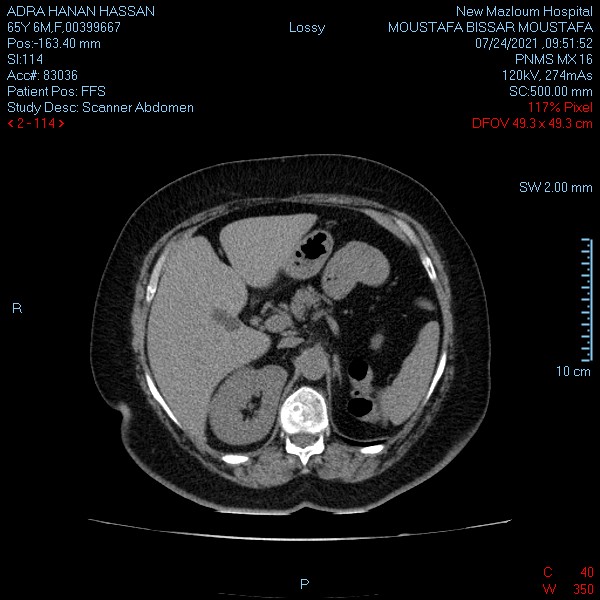 ADRA HANAN HASSAN
65Y 6M,F,00399667
Pos:-163.40 mm
SI:114
Acc#: 83036
Patient Pos: FFS
Study Desc: Scanner Abdomen
< 2 - 114 >
Lossy
New Mazloum Hospital
MOUSTAFA BISSAR MOUSTAFA
07/24/2021 ,09:51:52
PNMS MX 16
120kV, 274mAs
SC:500.00 mm
117% Pixel
DFOV 49.3 x 49.3 cm
SW 2.00 mm
R
10 cm
P
C 40
W 350